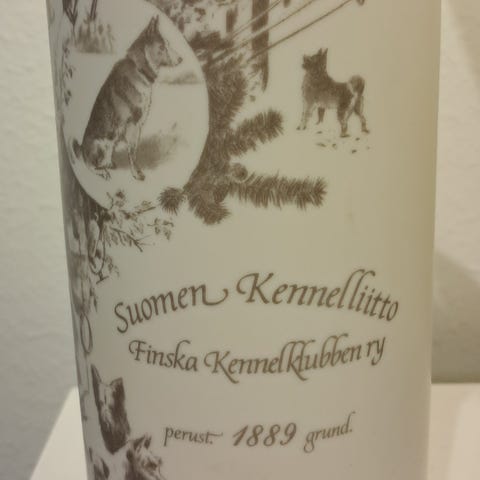 Suomen Kennelliitto
Finska Kennelklubben ry
perust. 1889 grund.